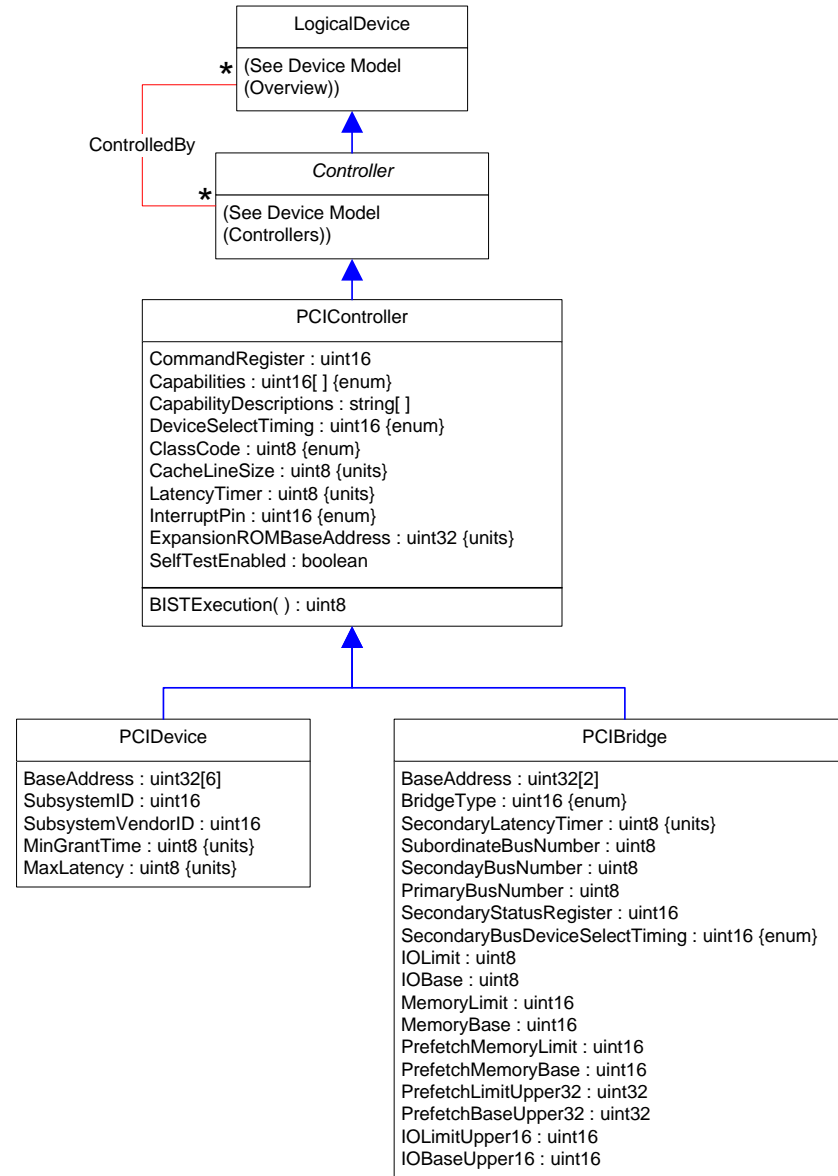 LogicalDevice
(See Device Model
(Overview))
*
ControlledBy
*
Controller
(See Device Model
(Controllers))
PCIController
CommandRegister : uint16
Capabilities : uint16[ ] {enum}
CapabilityDescriptions : string[ ]
DeviceSelectTiming : uint16 {enum}
ClassCode : uint8 {enum}
CacheLineSize : uint8 {units}
LatencyTimer : uint8 {units}
InterruptPin : uint16 {enum}
ExpansionROMBaseAddress : uint32 {units}
SelfTestEnabled : boolean
BISTExecution( ) : uint8
PCIDevice
BaseAddress : uint32[6]
SubsystemID : uint16
SubsystemVendorID : uint16
MinGrantTime : uint8 {units}
MaxLatency : uint8 {units}
PCIBridge
BaseAddress : uint32[2]
BridgeType : uint16 {enum}
SecondaryLatencyTimer : uint8 {units}
SubordinateBusNumber : uint8
SecondayBusNumber : uint8
PrimaryBusNumber : uint8
SecondaryStatusRegister : uint16
SecondaryBusDeviceSelectTiming : uint16 {enum}
IOLimit : uint8
IOBase : uint8
MemoryLimit : uint16
MemoryBase : uint16
PrefetchMemoryLimit : uint16
PrefetchMemoryBase : uint16
PrefetchLimitUpper32 : uint32
PrefetchBaseUpper32 : uint32
IOLimitUpper16 : uint16
IOBaseUpper16 : uint16